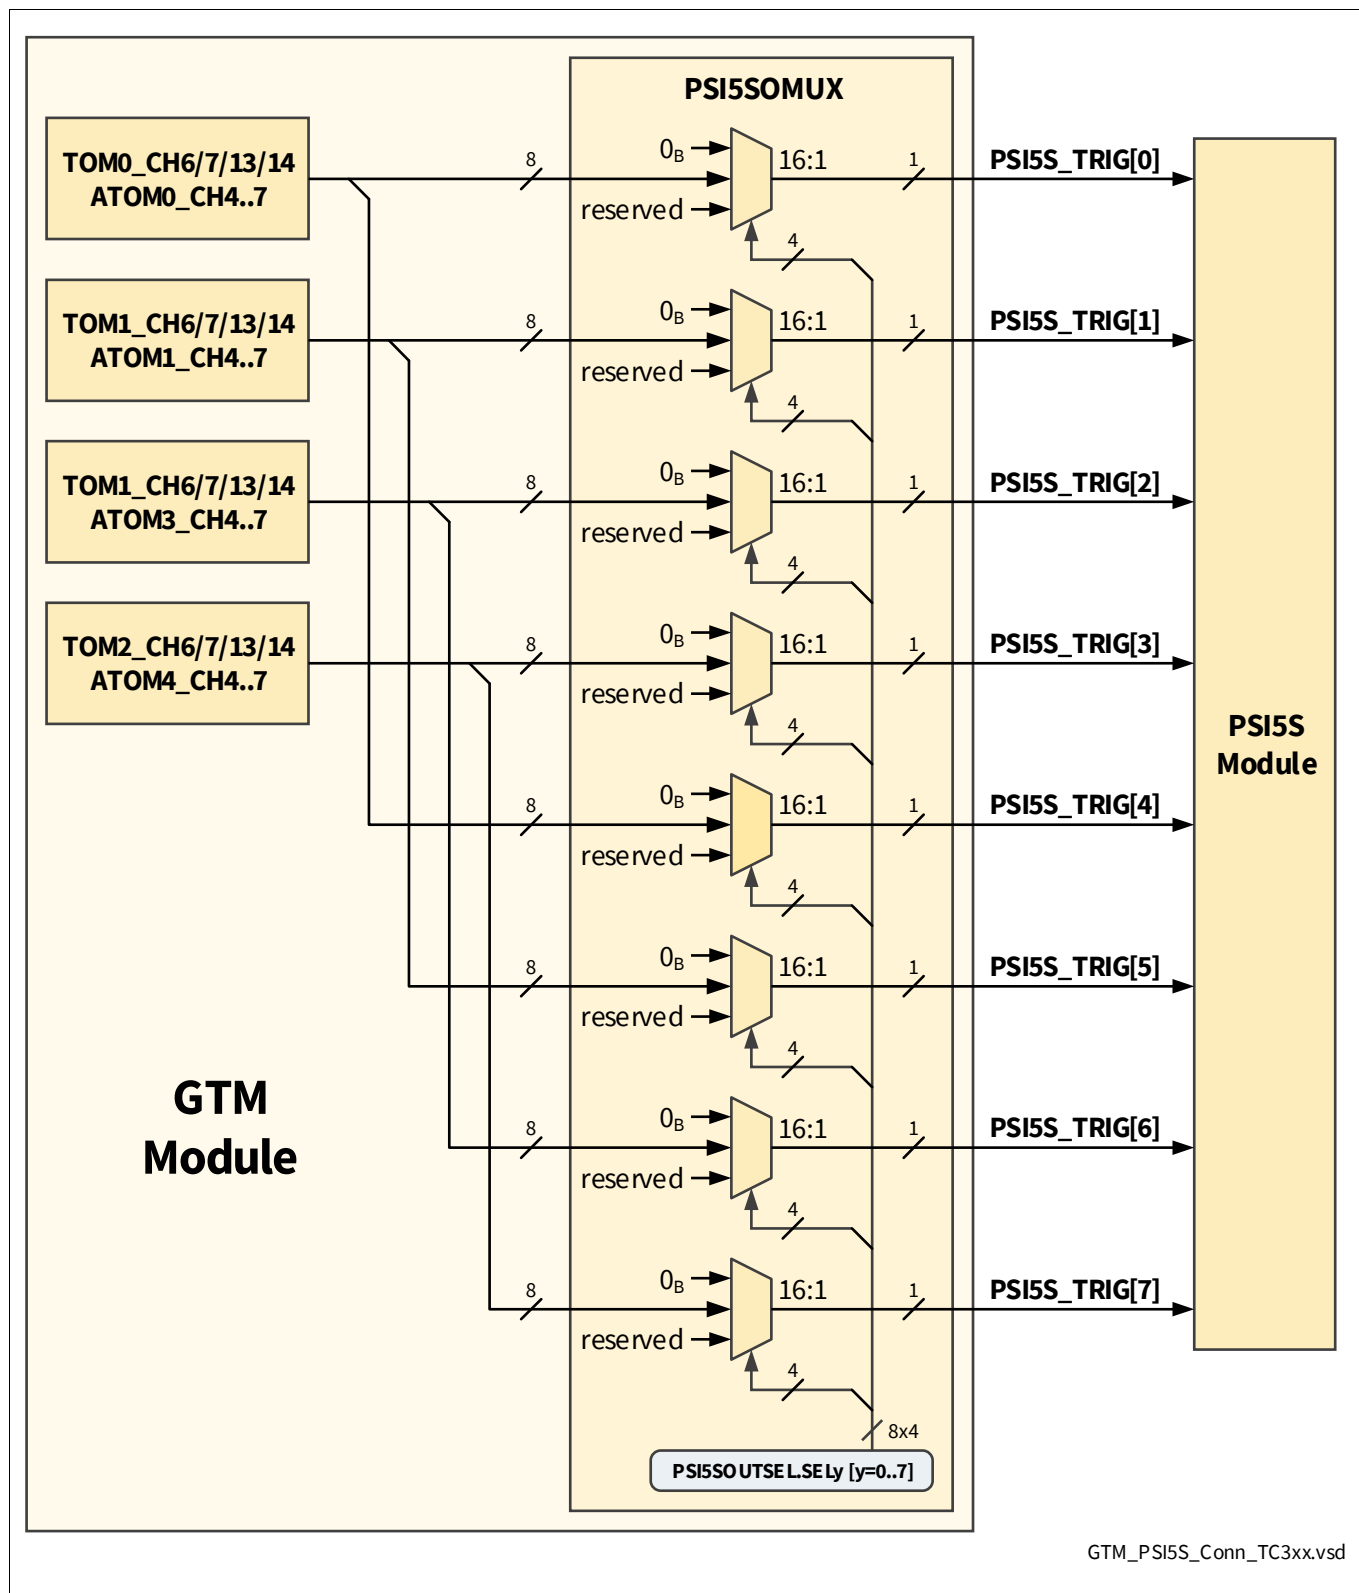 PSI5SOMUX
TOM0_CH6/7/13/14
ATOM0_CH4..7
8
0B
16:1
reserved
4
1
PSI5S_TRIG[0]
TOM1_CH6/7/13/14
ATOM1_CH4..7
8
0B
16:1
reserved
4
1
PSI5S_TRIG[1]
TOM1_CH6/7/13/14
ATOM3_CH4..7
8
0B
16:1
reserved
4
1
PSI5S_TRIG[2]
TOM2_CH6/7/13/14
ATOM4_CH4..7
8
0B
16:1
reserved
4
1
PSI5S_TRIG[3]
PSI5S
Module
8
0B
16:1
reserved
4
1
PSI5S_TRIG[4]
8
0B
16:1
reserved
4
1
PSI5S_TRIG[5]
GTM
Module
8
0B
16:1
reserved
4
1
PSI5S_TRIG[6]
8
0B
16:1
reserved
4
1
PSI5S_TRIG[7]
8x4
PSI5SOUTSEL.SELy [y=0..7]
GTM_PSI5S_Conn_TC3xx.vsd